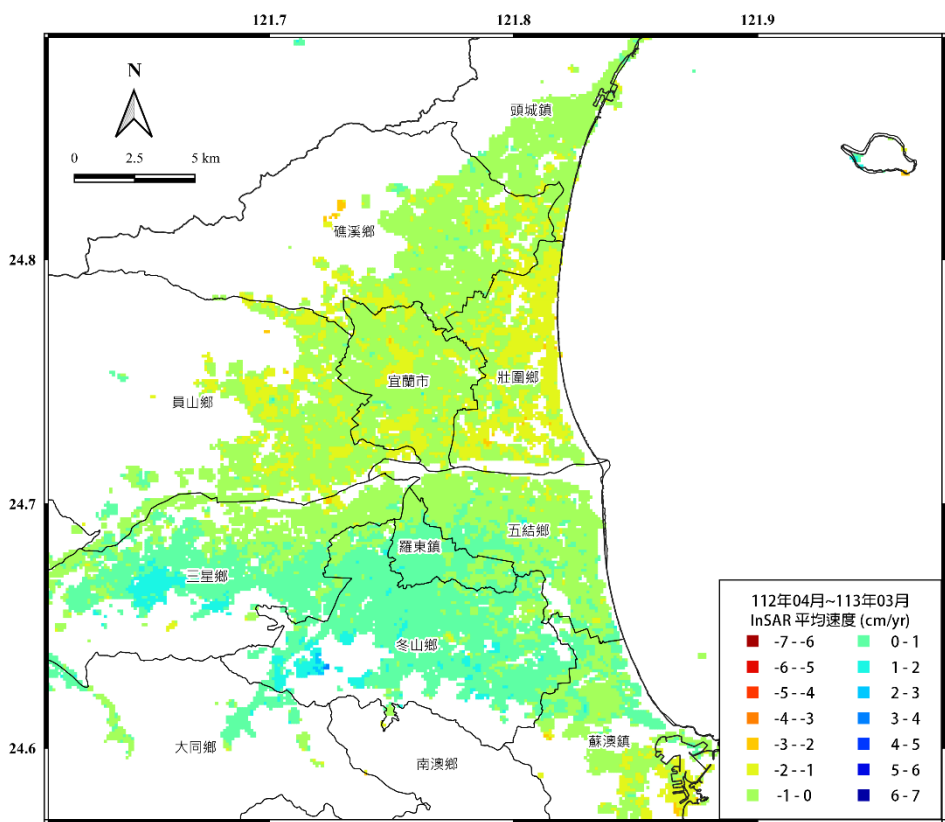 121.7 121.8 121.9
N
0 2.5 5 km
頭城鎮
礁溪鄉
24.8
宜蘭市 壯圍鄉
員山鄉
24.7
五結鄉
羅東鎮
三星鄉
冬山鄉
大同鄉 蘇澳鎮
南澳鄉
24.6
112年04月~113年03月
InSAR 平均速度 (cm/yr)
-7 - -6 0 - 1
-6 - -5 1 - 2
-5 - -4 2 - 3
-4 - -3 3 - 4
-3 - -2 4 - 5
-2 - -1 5 - 6
-1 - 0 6 - 7